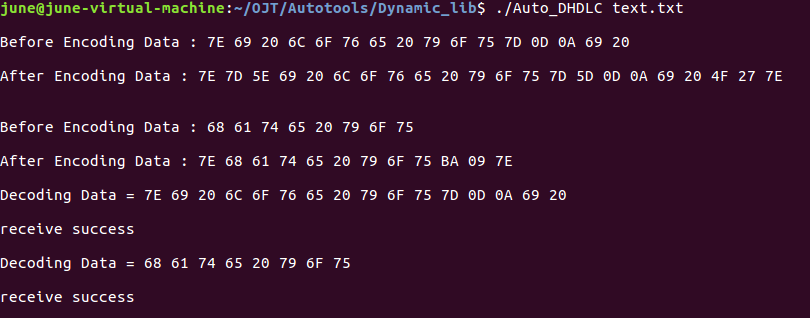 june@june-virtual-machine:~/OJT/Autotools/Dynamic_lib$ ./Auto_DHDLC text.txt
Before Encoding Data : 7E 69 20 6C 6F 76 65 20 79 6F 75 7D 0D 0A 69 20
After Encoding Data : 7E 7D 5E 69 20 6C 6F 76 65 20 79 6F 75 7D 5D 0D 0A 69 20 4F 27 7E
Before Encoding Data : 68 61 74 65 20 79 6F 75
After Encoding Data : 7E 68 61 74 65 20 79 6F 75 BA 09 7E
Decoding Data = 7E 69 20 6C 6F 76 65 20 79 6F 75 7D 0D 0A 69 20
receive success
Decoding Data = 68 61 74 65 20 79 6F 75
receive success